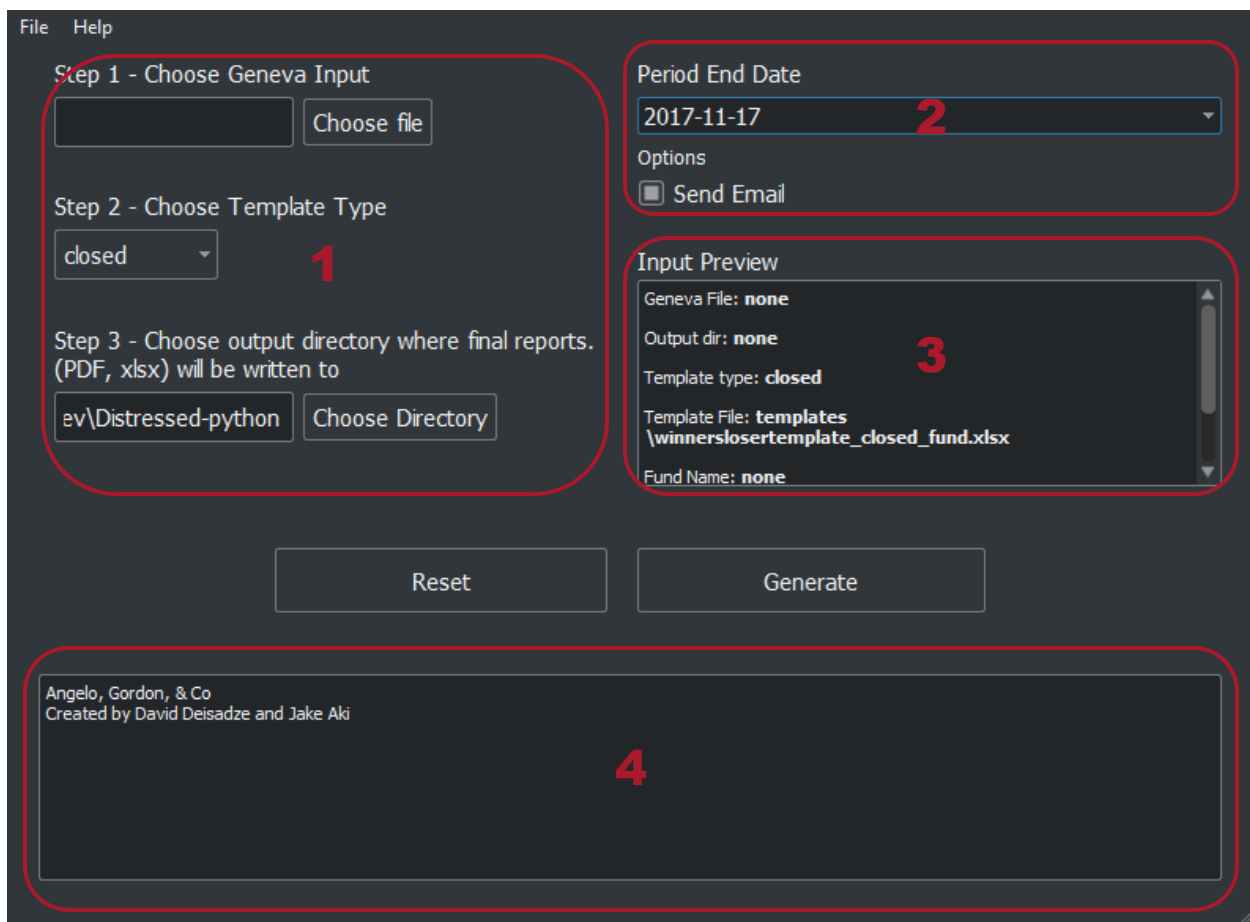 File Help
Step 1 - Choose Geneva Input
Choose file
Step 2 - Choose Template Type
closed
1
Step 3 - Choose output directory where final reports.
(PDF, xlsx) will be written to
ev\Distressed-python Choose Directory
Period End Date
2017-11-17
2
Options
Send Email
Input Preview
Geneva File: none
Output dir: none
3
Template type: closed
Template File: templates
\winnerslosertemplate_closed_fund.xlsx
Fund Name: none
Reset Generate
Angelo, Gordon, & Co
Created by David Deisadze and Jake Aki
4